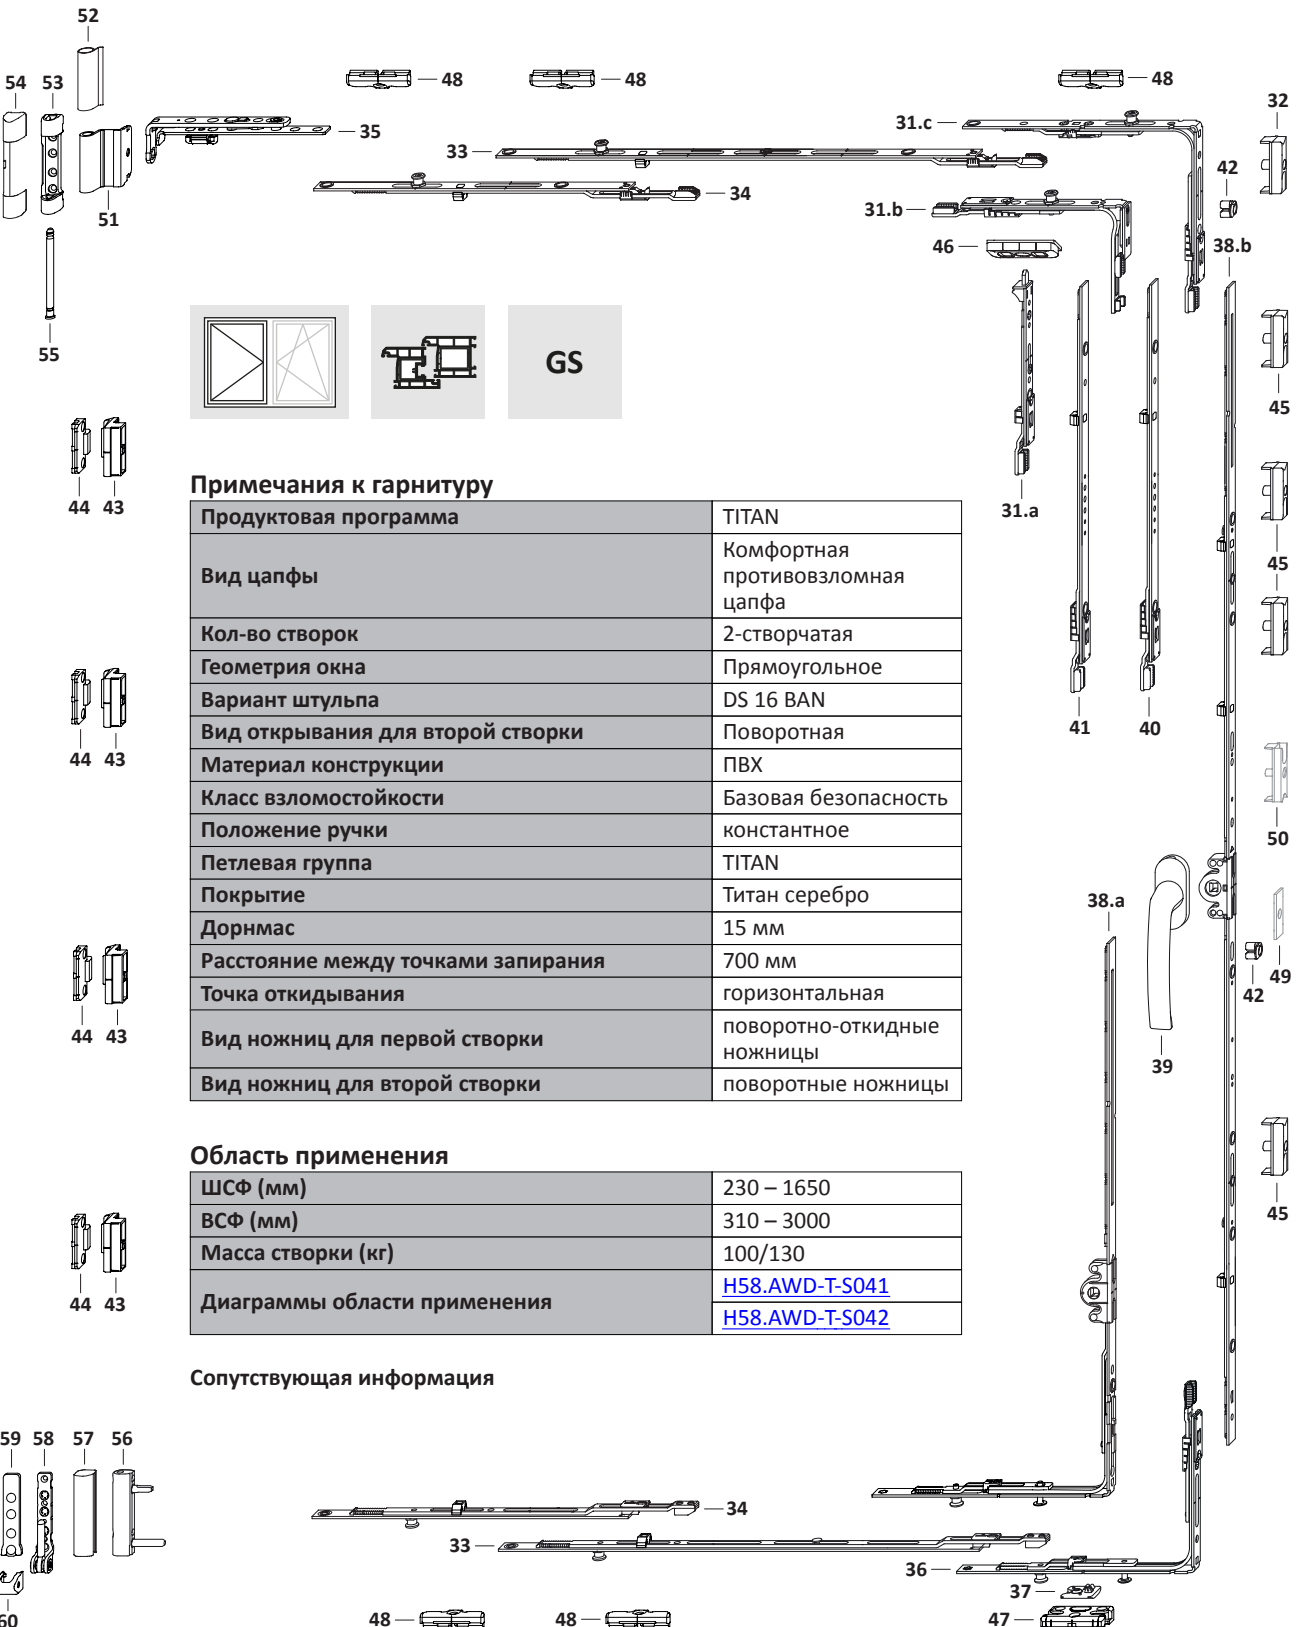 52
54 53
48
48
48
32
35
31.c
33
42
34
31.b
51
46
38.b
55
GS
45
44 43
Примечания к гарнитуру
Продуктовая программа TITAN
31.a
Вид цапфы Комфортная
противовзломная
цапфа
45
Кол-во створок 2-створчатая
Геометрия окна Прямоугольное
Вариант штульпа DS 16 BAN
Вид открывания для второй створки Поворотная
41
40
44 43
Материал конструкции ПВХ
Класс взломостойкости Базовая безопасность
Положение ручки константное
50
Петлевая группа TITAN
Покрытие Титан серебро
38.a
Дорнмас 15 мм
Расстояние между точками запирания 700 мм
49
Точка откидывания горизонтальная
42
44 43
Вид ножниц для первой створки поворотно-откидные
ножницы
39
Вид ножниц для второй створки поворотные ножницы
Область применения
ШСФ (мм) 230 – 1650
ВСФ (мм) 310 – 3000
45
Масса створки (кг) 100/130
Диаграммы области применения H58.AWD-T-S041
H58.AWD-T-S042
44 43
Сопутствующая информация
59 58 57 56
34
33
36
37
60
48
48
47